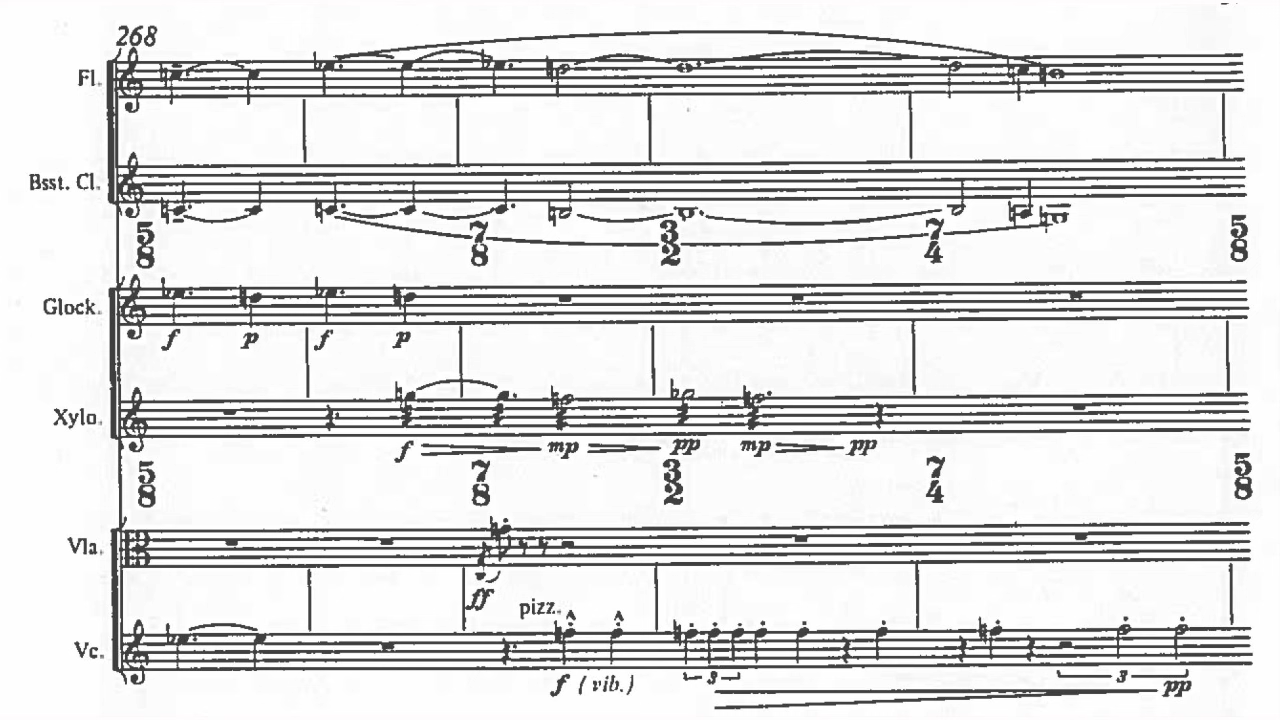 268
Fl.
Bsst. Cl.
5 7 3 7 5
8 8 2 4 8
Glock.
f p f p
Xylo.
f mp pp mp pp
5 7 3 7 5
8 8 2 4 8
Vla.
ff
pizz.
Vc.
f (vib.) 3 3 pp